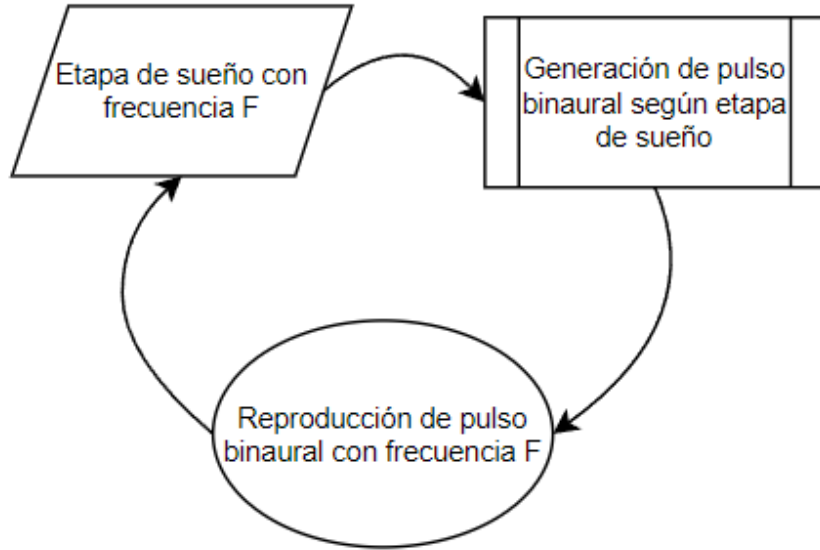 Etapa de sueño con
frecuencia F
Generación de pulso
binaural según etapa
de sueño
Reproducción de pulso
binaural con frecuencia F